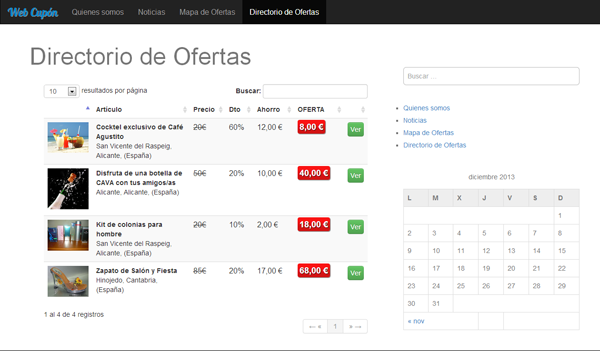 Web Cupón Quienes somos Noticias Mapa de Ofertas Directorio de Ofertas
Directorio de Ofertas
10 resultados por página Buscar:
Artículo Precio Dto Ahorro OFERTA
Cocktel exclusivo de Café Agustito 20€ 60% 12,00 € 8,00 € Ver
San Vicente del Raspeig, Alicante, (España)
Disfruta de una botella de CAVA con tus amigos/as 50€ 20% 10,00 € 40,00 € Ver
Alicante, Alicante, (España)
Kit de colonias para hombre 20€ 10% 2,00 € 18,00 € Ver
San Vicente del Raspeig, Alicante, (España)
Zapato de Salón y Fiesta 85€ 20% 17,00 € 68,00 € Ver
Hinojedo, Cantabria, (España)
1 al 4 de 4 registros
← « 1 » →
Buscar …
Quienes somos
Noticias
Mapa de Ofertas
Directorio de Ofertas
diciembre 2013
L M X J V S D
1
2 3 4 5 6 7 8
9 10 11 12 13 14 15
16 17 18 19 20 21 22
23 24 25 26 27 28 29
30 31
« nov